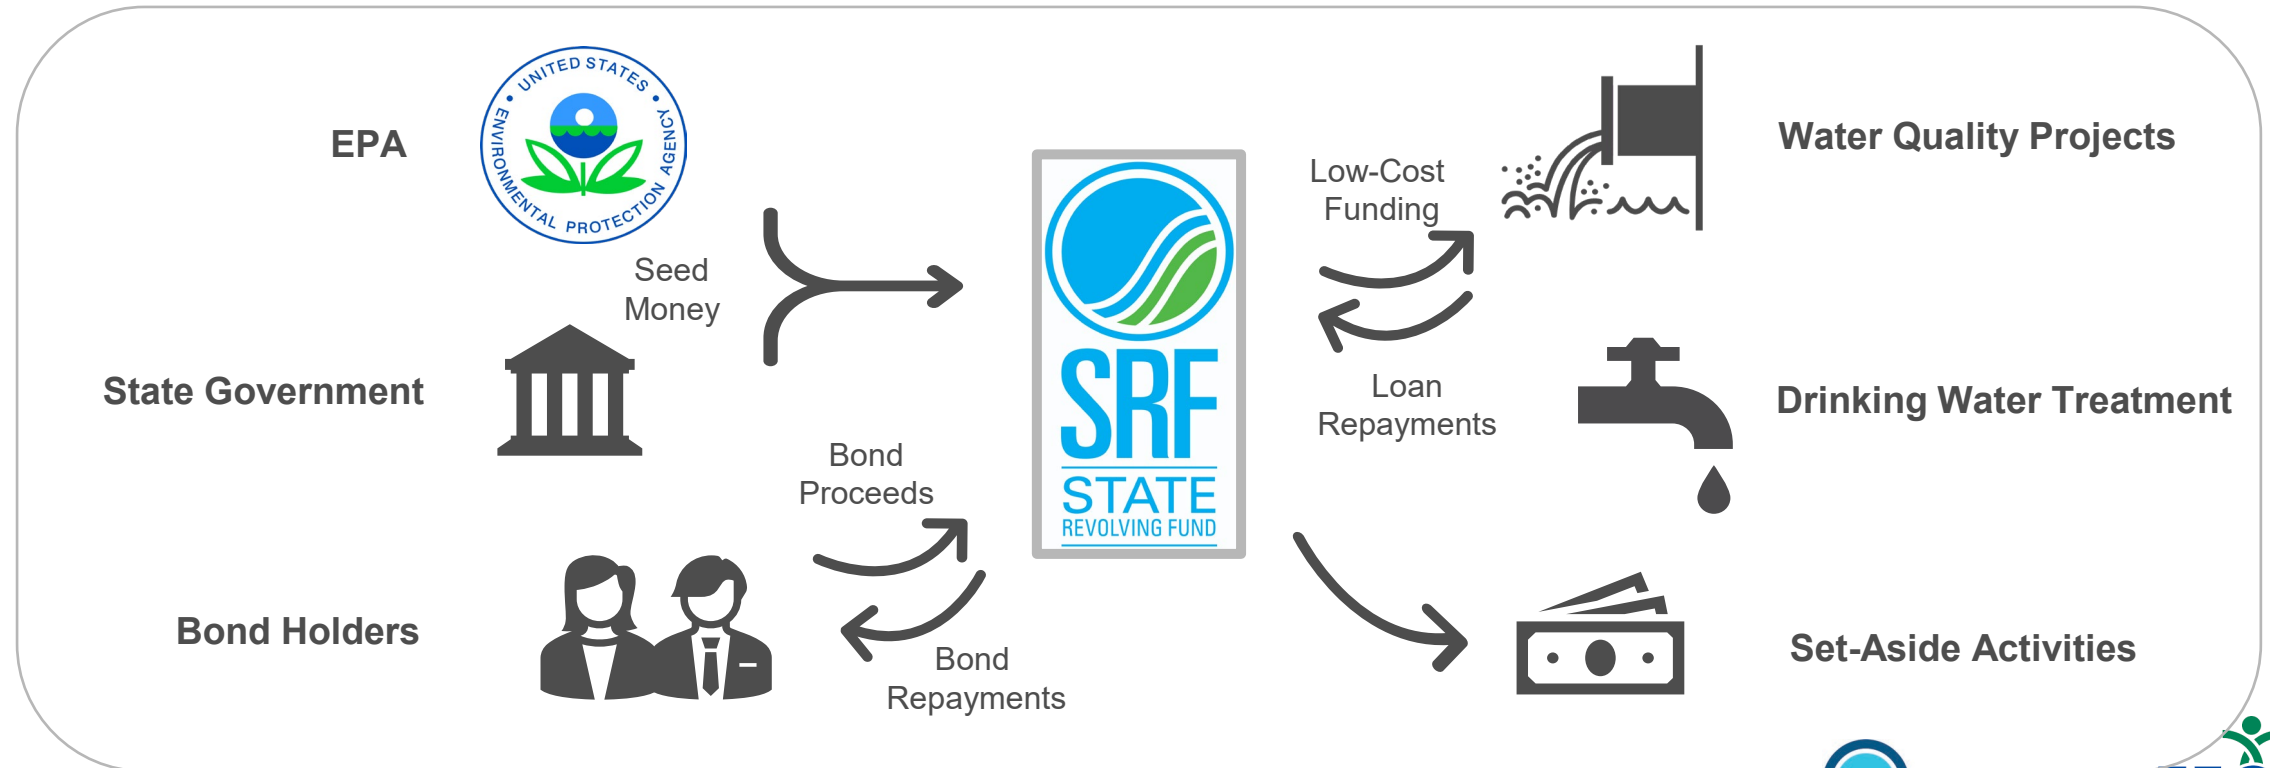 EPA
UNITED STATES
ENVIRONMENTAL PROTECTION AGENCY
Seed
Money
State Government
Bond
Proceeds
Bond Holders
Bond
Repayments
SRF
STATE
REVOLVING FUND
Low-Cost
Funding
Loan
Repayments
Water Quality Projects
Drinking Water Treatment
Set-Aside Activities